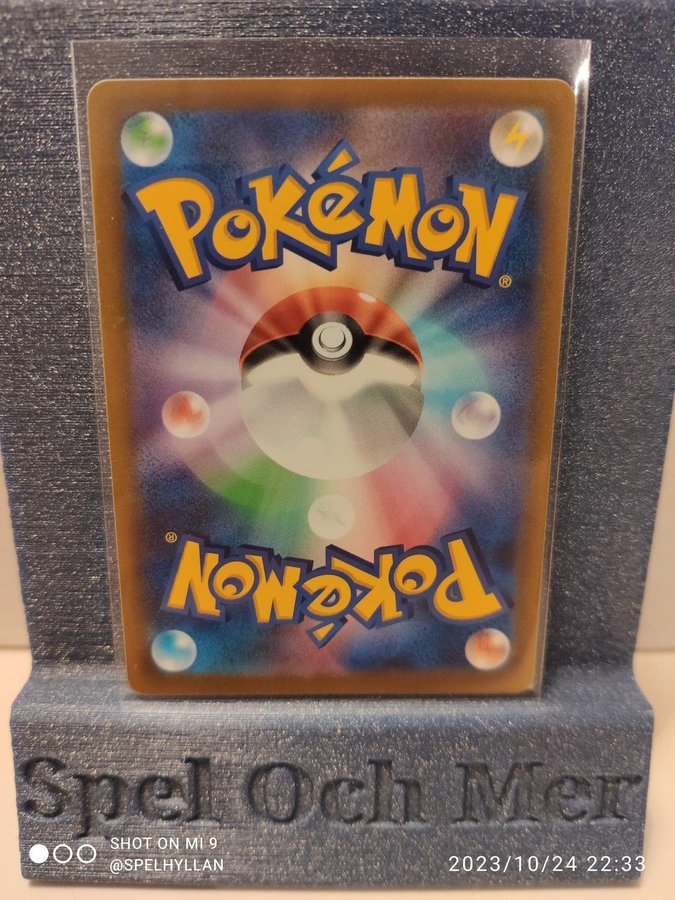 POKéMON®
POKéMON®
Spel Och Mer
SHOT ON MI 9
@SPELHYLLAN
2023/10/24 22:33